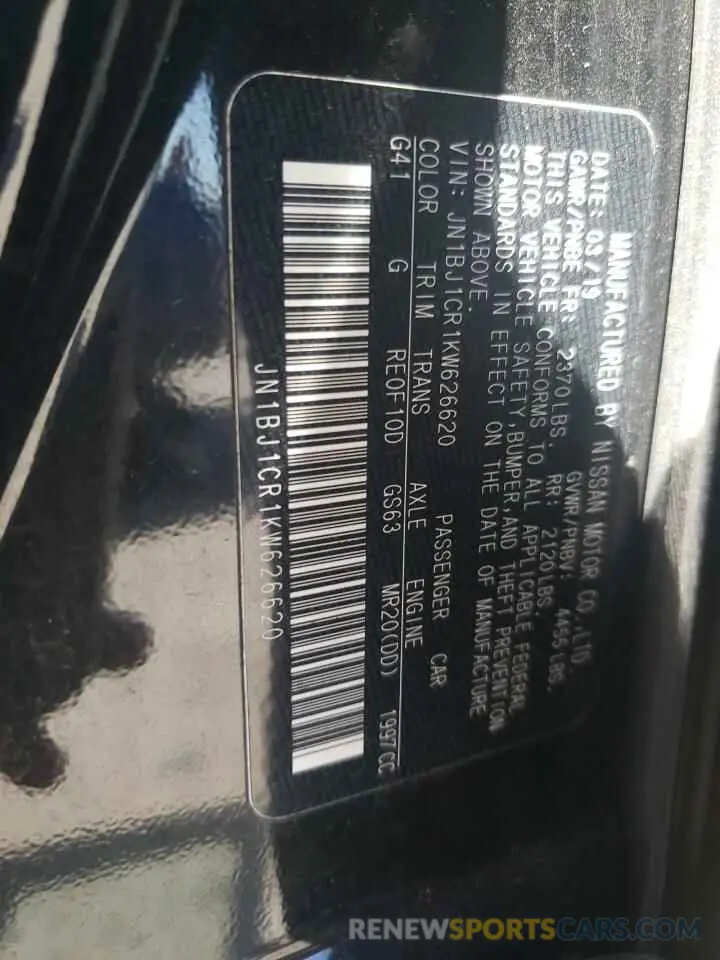 MANUFACTURED BY NISSAN MOTOR CO.,LTD.
DATE: 03/19 GVWR/PNBV: 4455LBS.
GAWR/PNBE FR: 2370LBS. RR: 2120LBS.
THIS VEHICLE CONFORMS TO ALL APPLICABLE FEDERAL
MOTOR VEHICLE SAFETY,BUMPER,AND THEFT PREVENTION
STANDARDS IN EFFECT ON THE DATE OF MANUFACTURE
SHOWN ABOVE.
VIN: JN1BJ1CR1KW626620 PASSENGER CAR
COLOR TRIM TRANS AXLE ENGINE
G41 G RE0F10D GS63 MR20(DD) 1997CC
JN1BJ1CR1KW626620
RENEWSPORTSCARS.COM